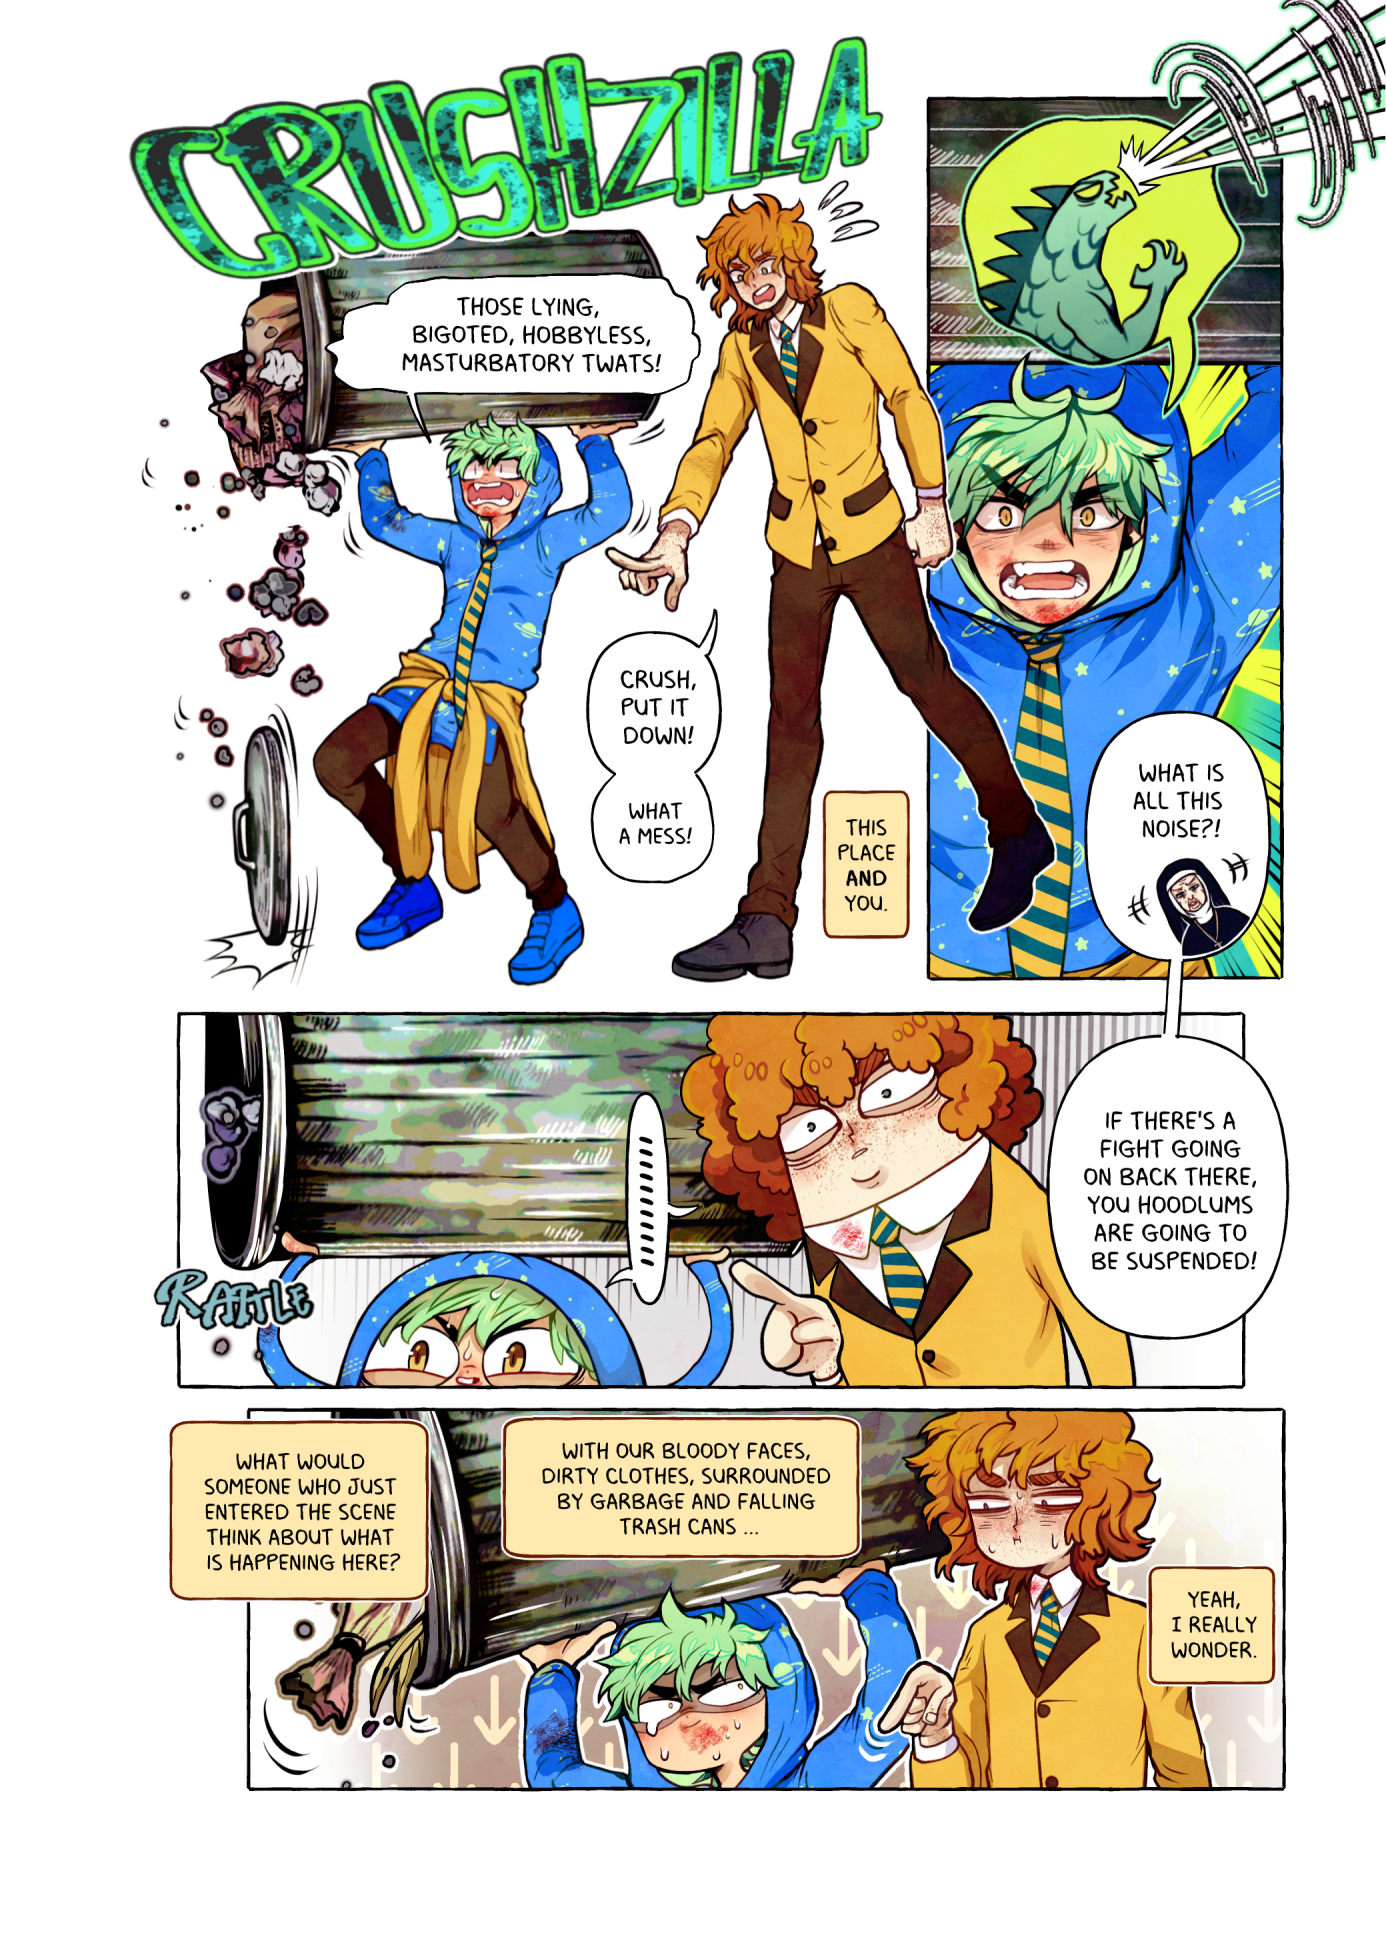 CRUSHZILLA
THOSE LYING,
BIGOTED, HOBBYLESS,
MASTURBATORY TWATS!
CRUSH,
PUT IT
DOWN!
WHAT
A MESS!
THIS
PLACE
AND
YOU.
WHAT IS
ALL THIS
NOISE?!
IF THERE'S A
FIGHT GOING
ON BACK THERE,
YOU HOODLUMS
ARE GOING TO
BE SUSPENDED!
RATTLE
WHAT WOULD
SOMEONE WHO JUST
ENTERED THE SCENE
THINK ABOUT WHAT
IS HAPPENING HERE?
WITH OUR BLOODY FACES,
DIRTY CLOTHES, SURROUNDED
BY GARBAGE AND FALLING
TRASH CANS ...
YEAH,
I REALLY
WONDER.